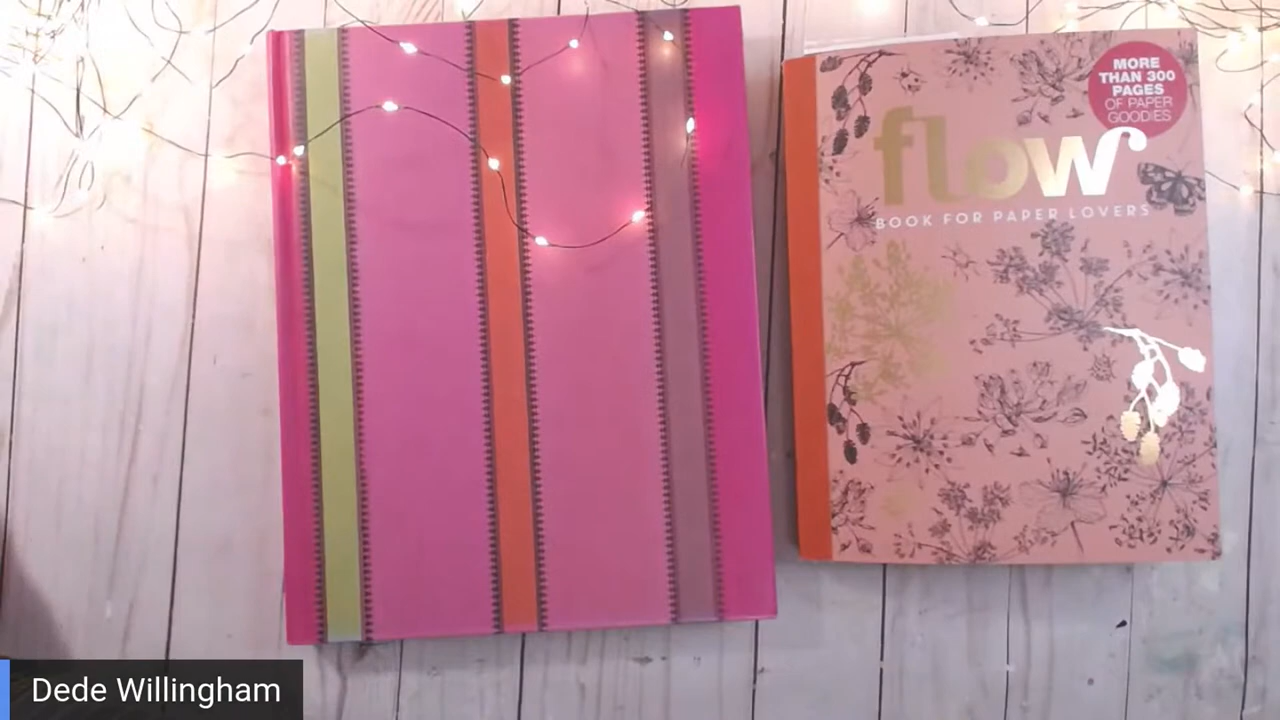 MORE
THAN 300
PAGES
OF PAPER
GOODIES
flow
BOOK FOR PAPER LOVERS
Dede Willingham